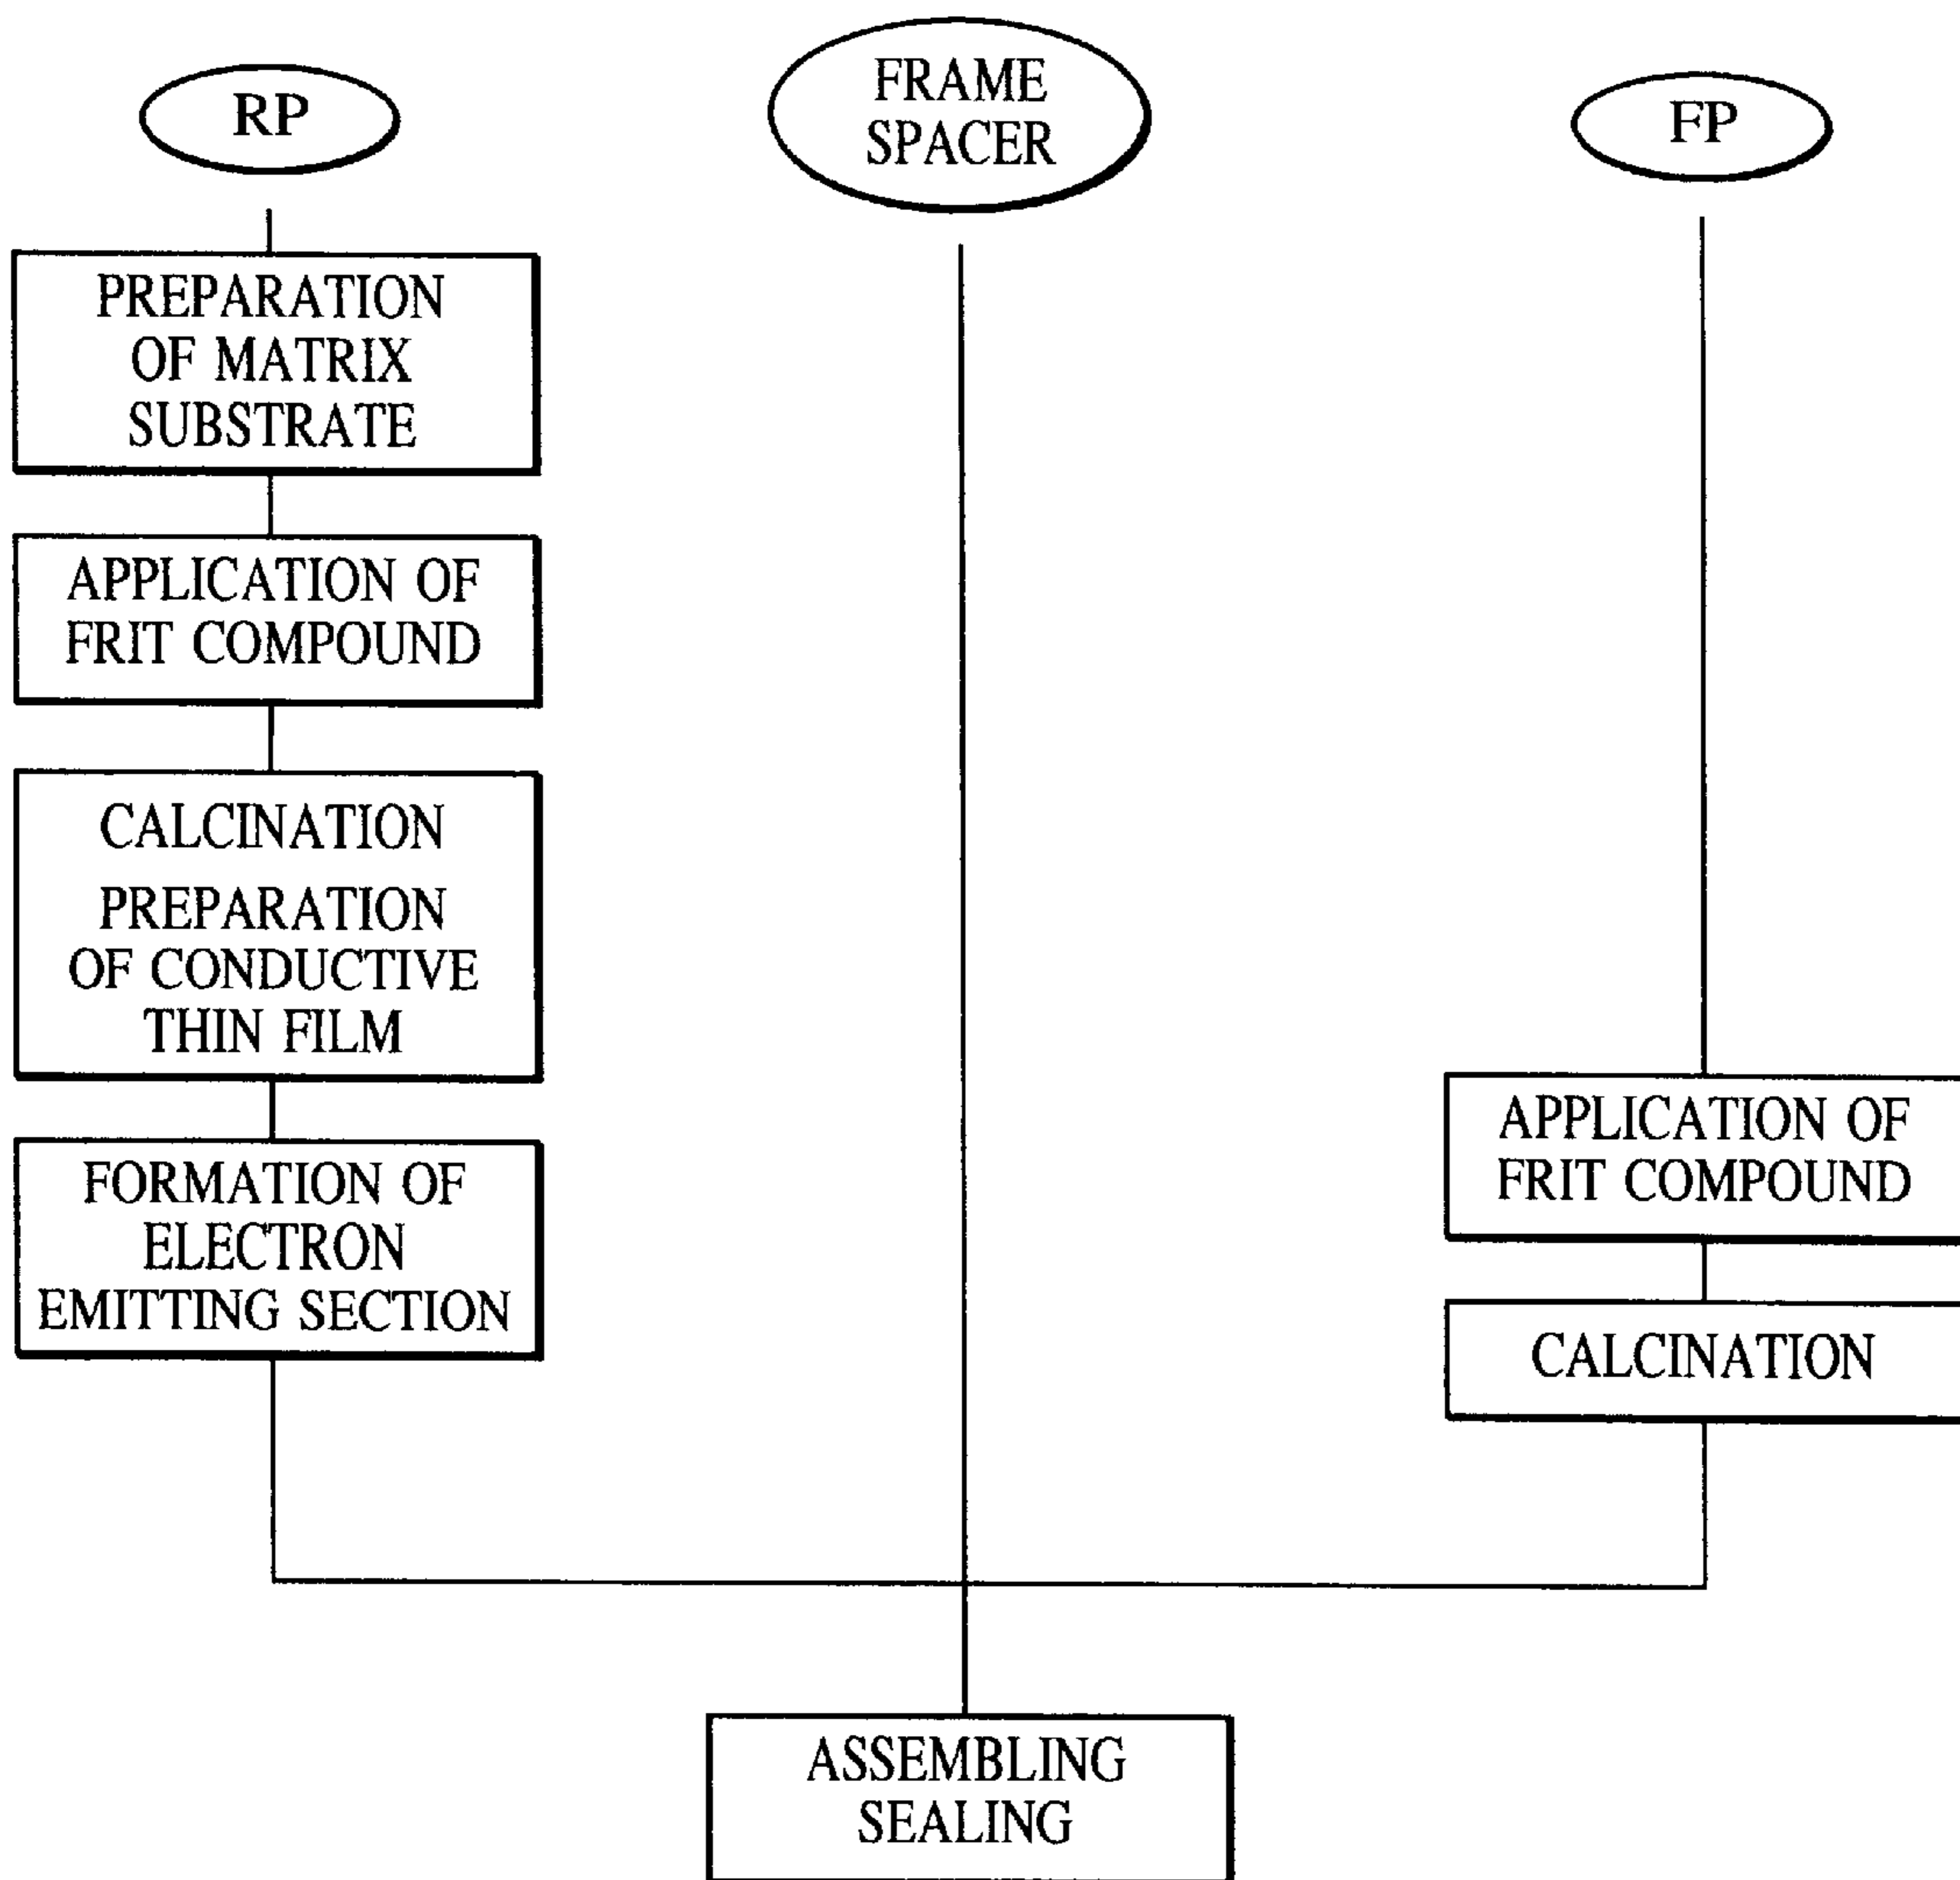 RP
FRAME
SPACER
FP
PREPARATION
OF MATRIX
SUBSTRATE
APPLICATION OF
FRIT COMPOUND
CALCINATION
PREPARATION
OF CONDUCTIVE
THIN FILM
FORMATION OF
ELECTRON
EMITTING SECTION
APPLICATION OF
FRIT COMPOUND
CALCINATION
ASSEMBLING
SEALING